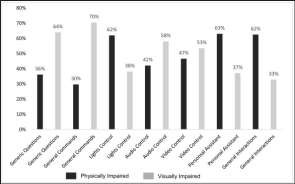 80%
70%
60%
50%
40%
30%
20%
10%
0%
36%
64%
30%
70%
62%
38%
42%
58%
47%
53%
63%
37%
62%
33%
Generic Questions
Generic Questions
General Commands
General Commands
Lights Control
Lights Control
Audio Control
Audio Control
Video Control
Video Control
Personal Assistant
Personal Assistant
General Interactions
General Interactions
Physically Impaired
Visually Impaired